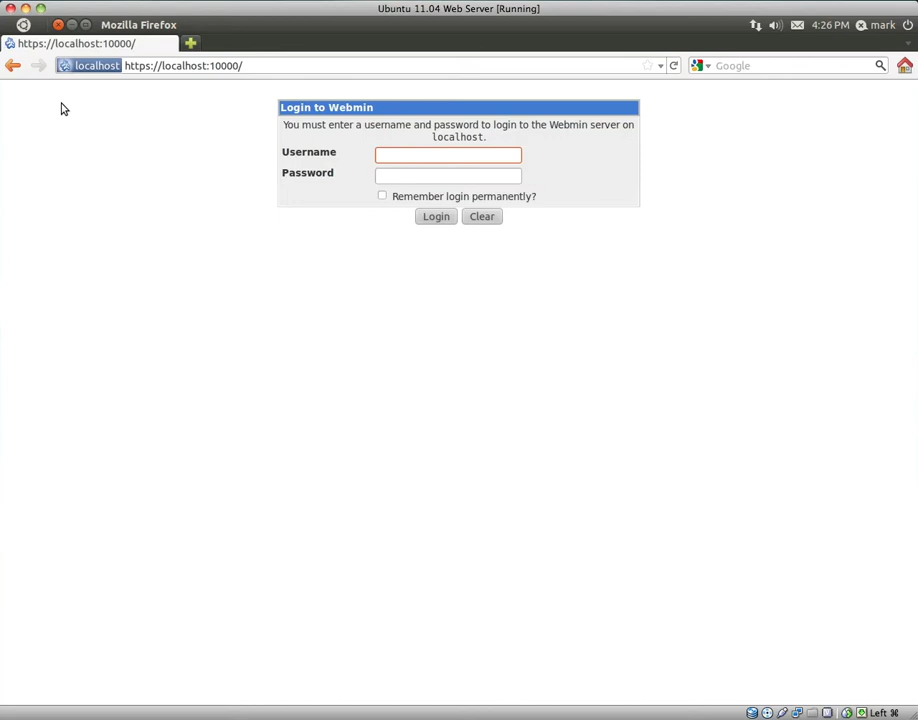 Ubuntu 11.04 Web Server [Running]
Mozilla Firefox
4:26 PM
mark
https://localhost:10000/
localhost
https://localhost:10000/
Google
Login to Webmin
You must enter a username and password to login to the Webmin server on
localhost.
Username
Password
Remember login permanently?
Login
Clear
Left ⌘